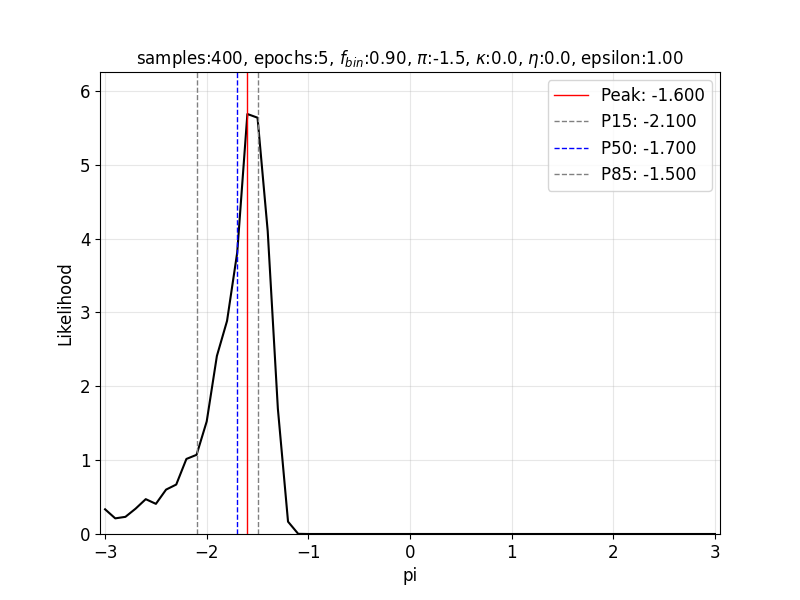 samples:400, epochs:5, f_bin:0.90, π:-1.5, κ:0.0, η:0.0, epsilon:1.00
Peak: -1.600
P15: -2.100
P50: -1.700
P85: -1.500
6
5
4
3
2
1
0
Likelihood
−3 −2 −1 0 1 2 3
pi